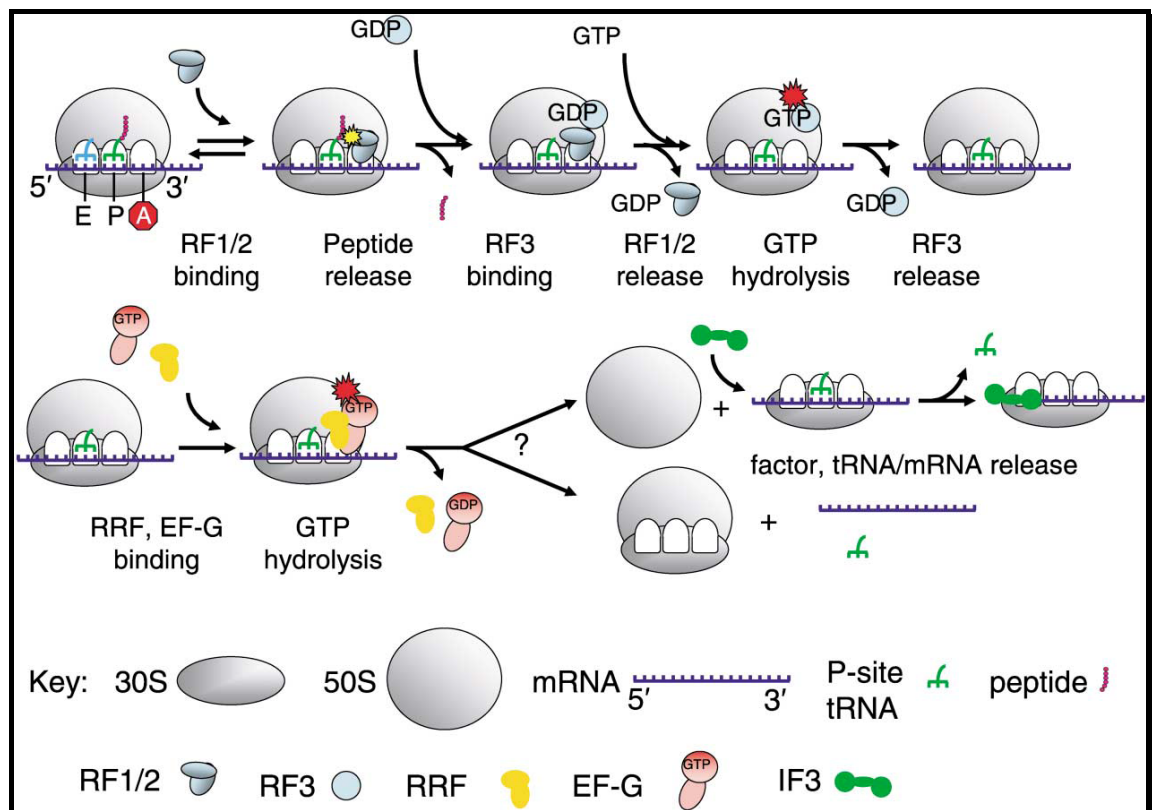 GDP
GTP
GDP
GTP
5′
3′
E
P
A
GDP
GDP
RF1/2
binding
Peptide
release
RF3
binding
RF1/2
release
GTP
hydrolysis
RF3
release
GTP
GTP
+
?
factor, tRNA/mRNA release
GDP
+
RRF, EF-G
binding
GTP
hydrolysis
Key:
30S
50S
mRNA
5′
3′
P-site
tRNA
peptide
RF1/2
RF3
RRF
EF-G
GTP
IF3